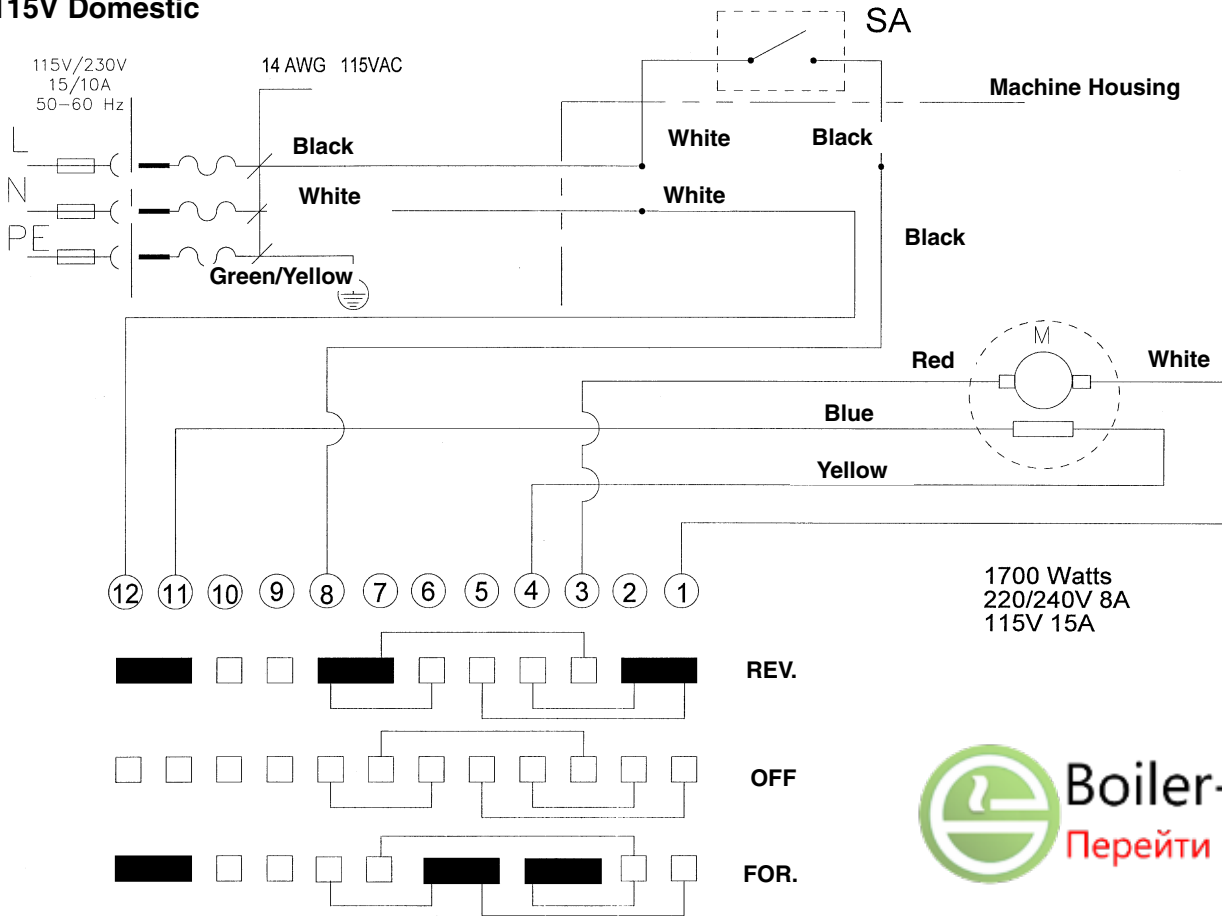 115V Domestic
SA
115V/230V
15/10A
50-60 Hz
14 AWG 115VAC
Machine Housing
L
Black
White
Black
N
White
White
PE
Black
Green/Yellow
M
Red
White
Blue
Yellow
12 11 10 9 8 7 6 5 4 3 2 1
1700 Watts
220/240V 8A
115V 15A
REV.
OFF
FOR.
Boiler-
Перейти